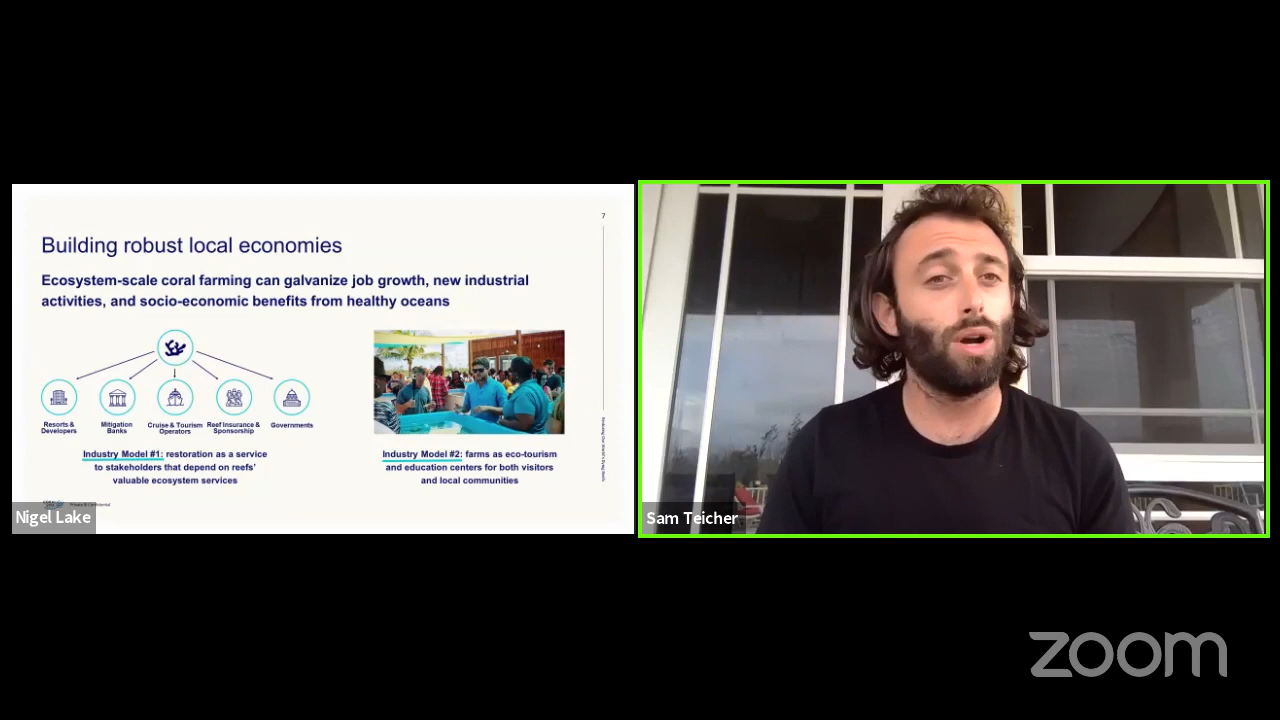 7
Building robust local economies
Ecosystem-scale coral farming can galvanize job growth, new industrial
activities, and socio-economic benefits from healthy oceans
Resorts &
Developers
Mitigation
Banks
Cruise & Tourism
Operators
Reef Insurance &
Sponsorship
Governments
Industry Model #1: restoration as a service
to stakeholders that depend on reefs'
valuable ecosystem services
Industry Model #2: farms as eco-tourism
and education centers for both visitors
and local communities
Private & Confidential
Nigel Lake
Sam Teicher
zoom